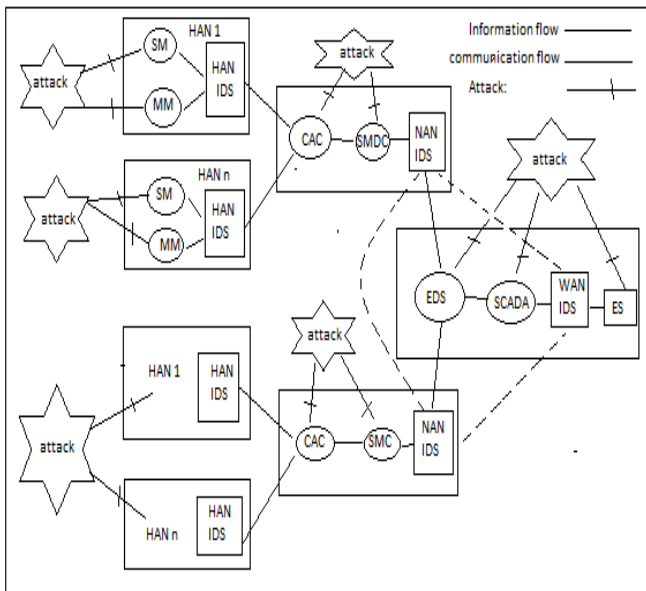 Information flow
communication flow
Attack:
HAN 1
SM
MM
HAN
IDS
attack
attack
CAC
SMDC
NAN
IDS
HAN n
SM
MM
HAN
IDS
attack
attack
EDS
SCADA
WAN
IDS
ES
attack
CAC
SMC
NAN
IDS
HAN 1
HAN
IDS
attack
HAN n
HAN
IDS